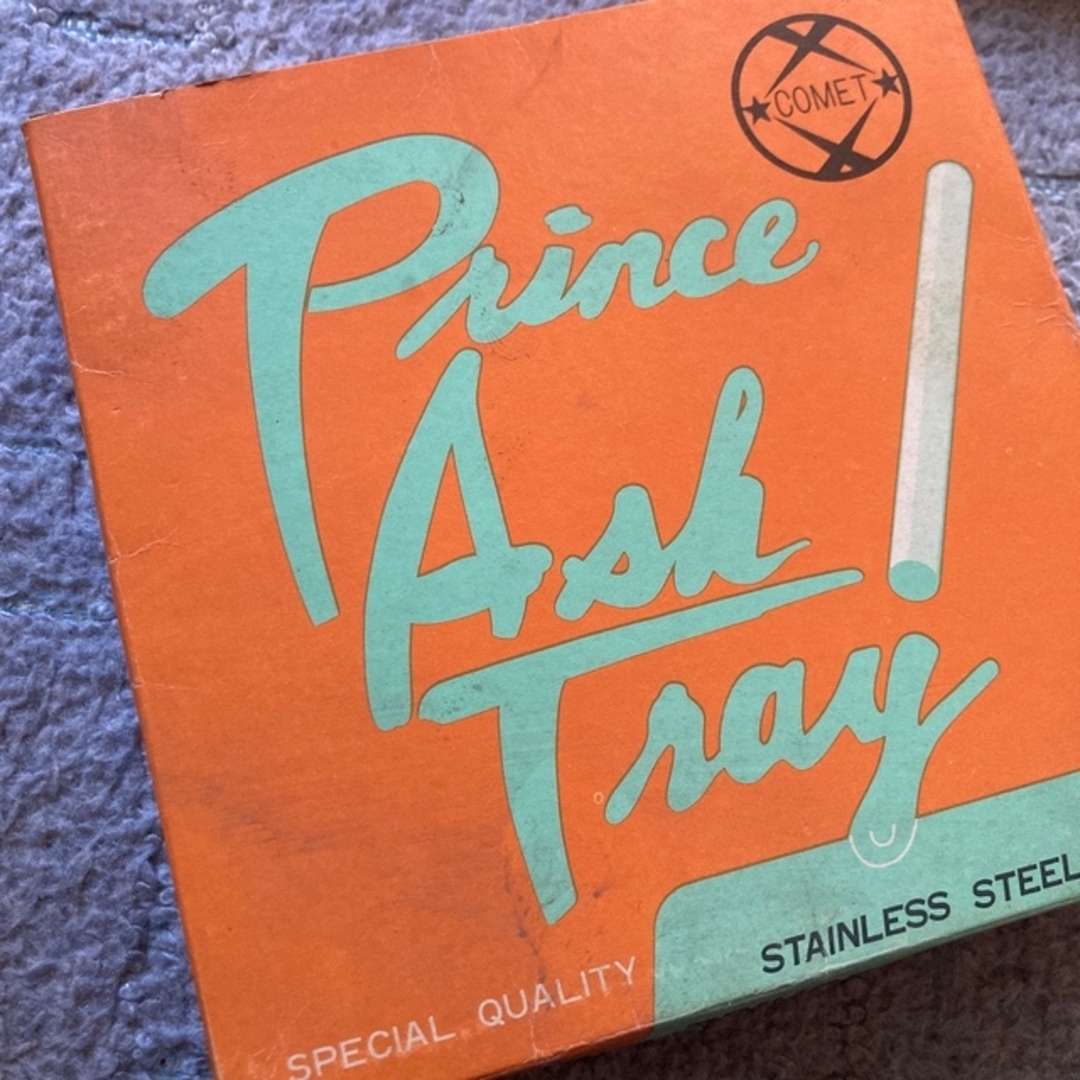 COMET
Prince
Ash
Tray
SPECIAL QUALITY
STAINLESS STEEL